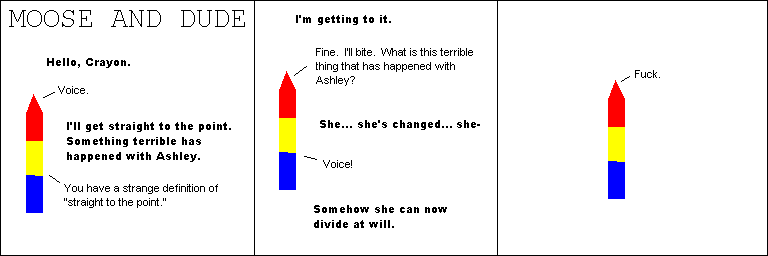 MOOSE AND DUDE
Hello, Crayon.
Voice.
I'll get straight to the point.
Something terrible has
happened with Ashley.
You have a strange definition of
"straight to the point."
I'm getting to it.
Fine. I'll bite. What is this terrible
thing that has happened with
Ashley?
She... she's changed... she-
Voice!
Somehow she can now
divide at will.
Fuck.